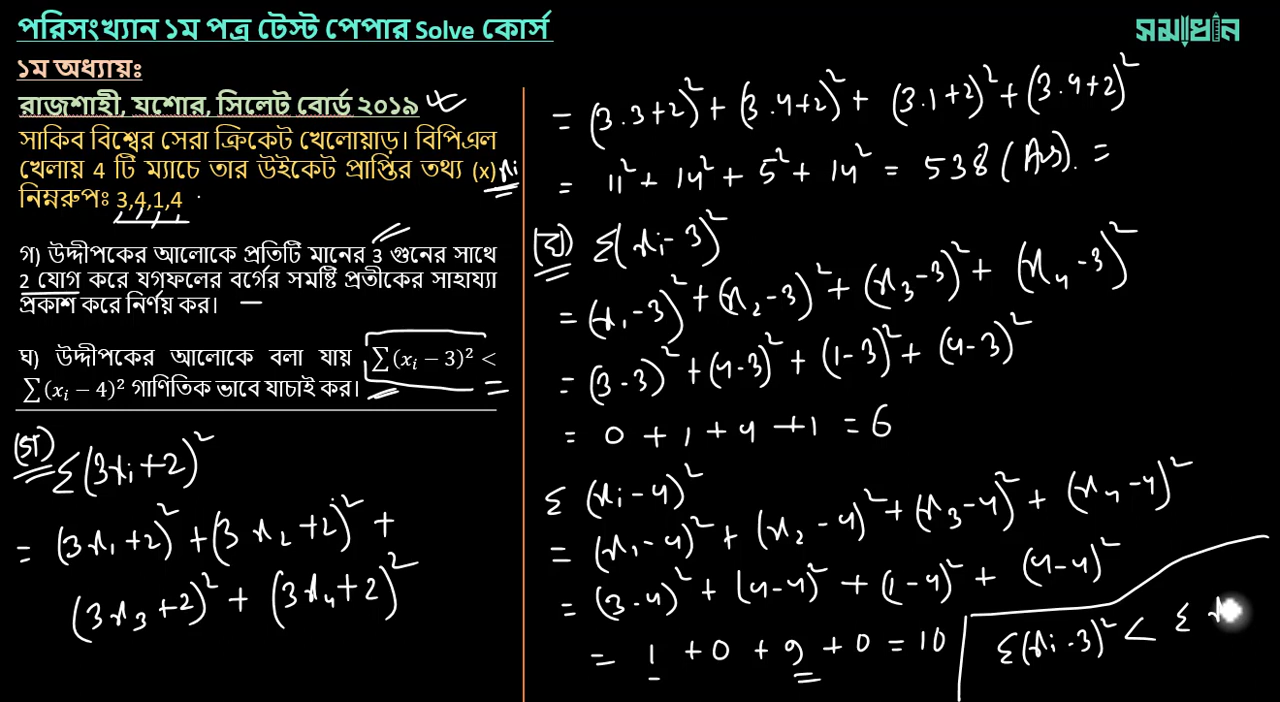 পরিসংখ্যান ১ম পত্র টেস্ট পেপার Solve কোর্স
সমাধান
১ম অধ্যায়ঃ
রাজশাহী, যশোর, সিলেট বোর্ড ২০১৯
সাকিব বিশ্বের সেরা ক্রিকেট খেলোয়াড়। বিপিএল
খেলায় 4 টি ম্যাচে তার উইকেট প্রাপ্তির তথ্য (x) xi
নিম্নরুপঃ 3,4,1,4
গ) উদ্দীপকের আলোকে প্রতিটি মানের 3 গুনের সাথে
2 যোগ করে যগফলের বর্গের সমষ্টি প্রতীকের সাহায্যা
প্রকাশ করে নির্ণয় কর।
ঘ) উদ্দীপকের আলোকে বলা যায় ∑(xᵢ − 3)² <
∑(xᵢ − 4)² গাণিতিক ভাবে যাচাই কর।
(গ) Σ(3xi+2)²
= (3x₁+2)² + (3x₂+2)² +
(3x₃+2)² + (3x₄+2)²
= (3.3+2)² + (3.4+2)² + (3.1+2)² + (3.4+2)²
= 11² + 14² + 5² + 14² = 538 (Ans). =
(ঘ) Σ(xi-3)²
= (x₁-3)² + (x₂-3)² + (x₃-3)² + (x₄-3)²
= (3-3)² + (4-3)² + (1-3)² + (4-3)²
= 0 + 1 + 4 + 1 = 6
Σ(xi-4)²
= (x₁-4)² + (x₂-4)² + (x₃-4)² + (x₄-4)²
= (3-4)² + (4-4)² + (1-4)² + (4-4)²
= 1 + 0 + 9 + 0 = 10
Σ(xi-3)² < Σ